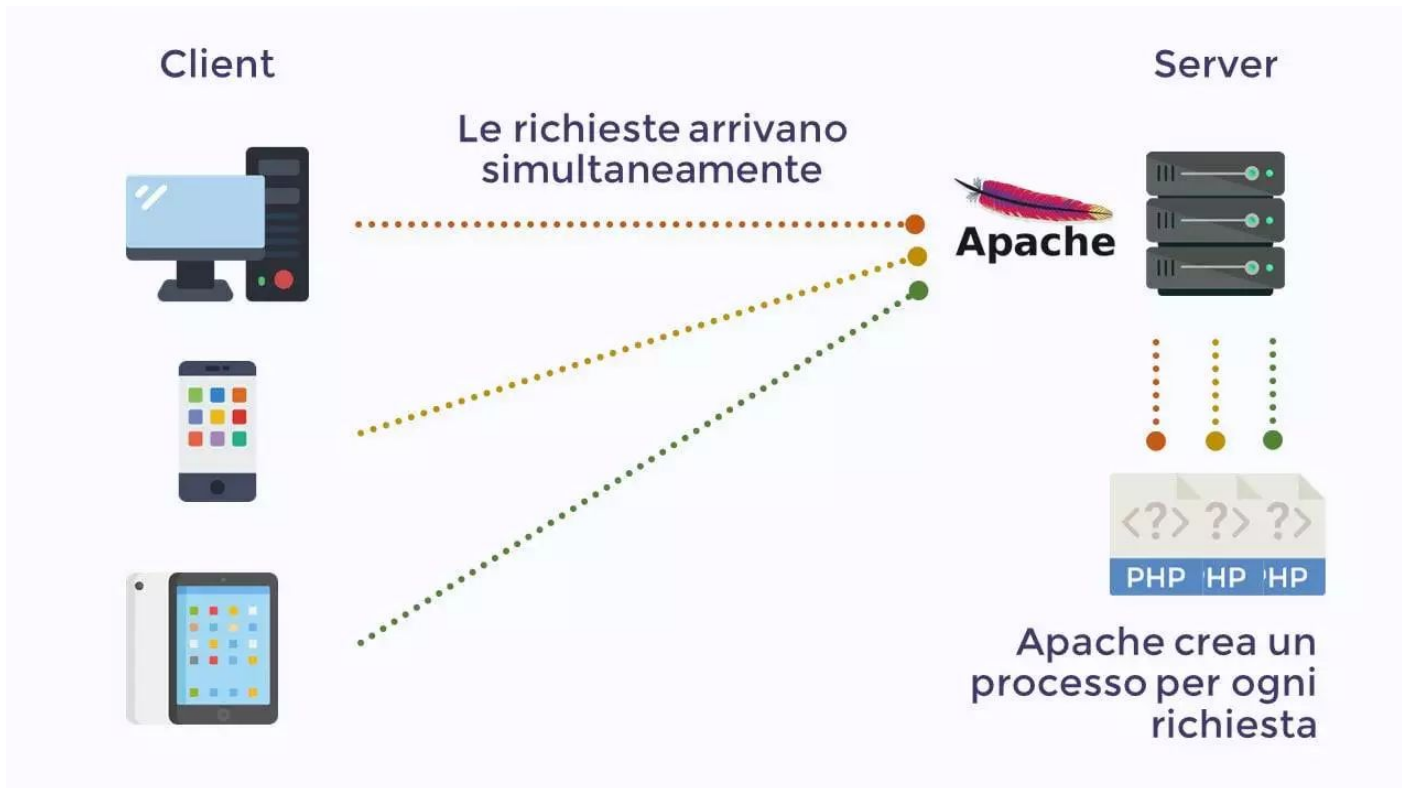 Client
Server
Le richieste arrivano
simultaneamente
Apache
<?> ?> ?>
PHP HP HP
Apache crea un
processo per ogni
richiesta